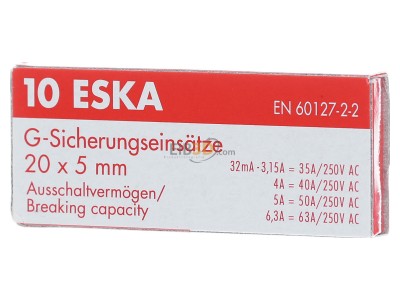 10 ESKA
EN 60127-2-2
G-Sicherungseinsätze
20 x 5 mm
Ausschaltvermögen/
Breaking capacity
32mA -3,15A = 35A/250V AC
4A = 40A/250V AC
5A = 50A/250V AC
6,3A = 63A/250V AC